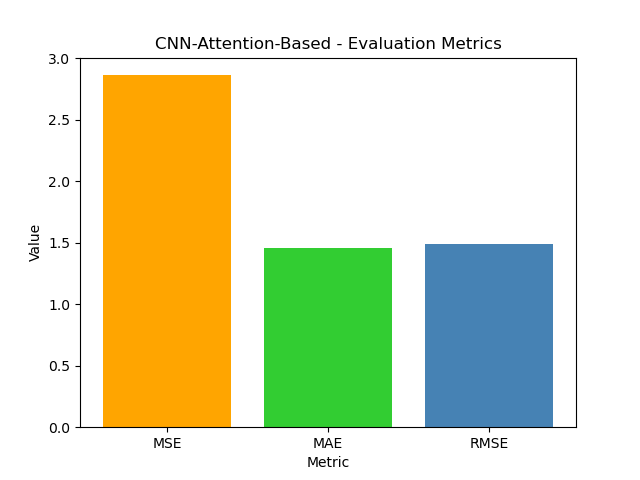 CNN-Attention-Based - Evaluation Metrics
3.0
2.5
2.0
1.5
1.0
0.5
0.0
Value
MSE MAE RMSE
Metric